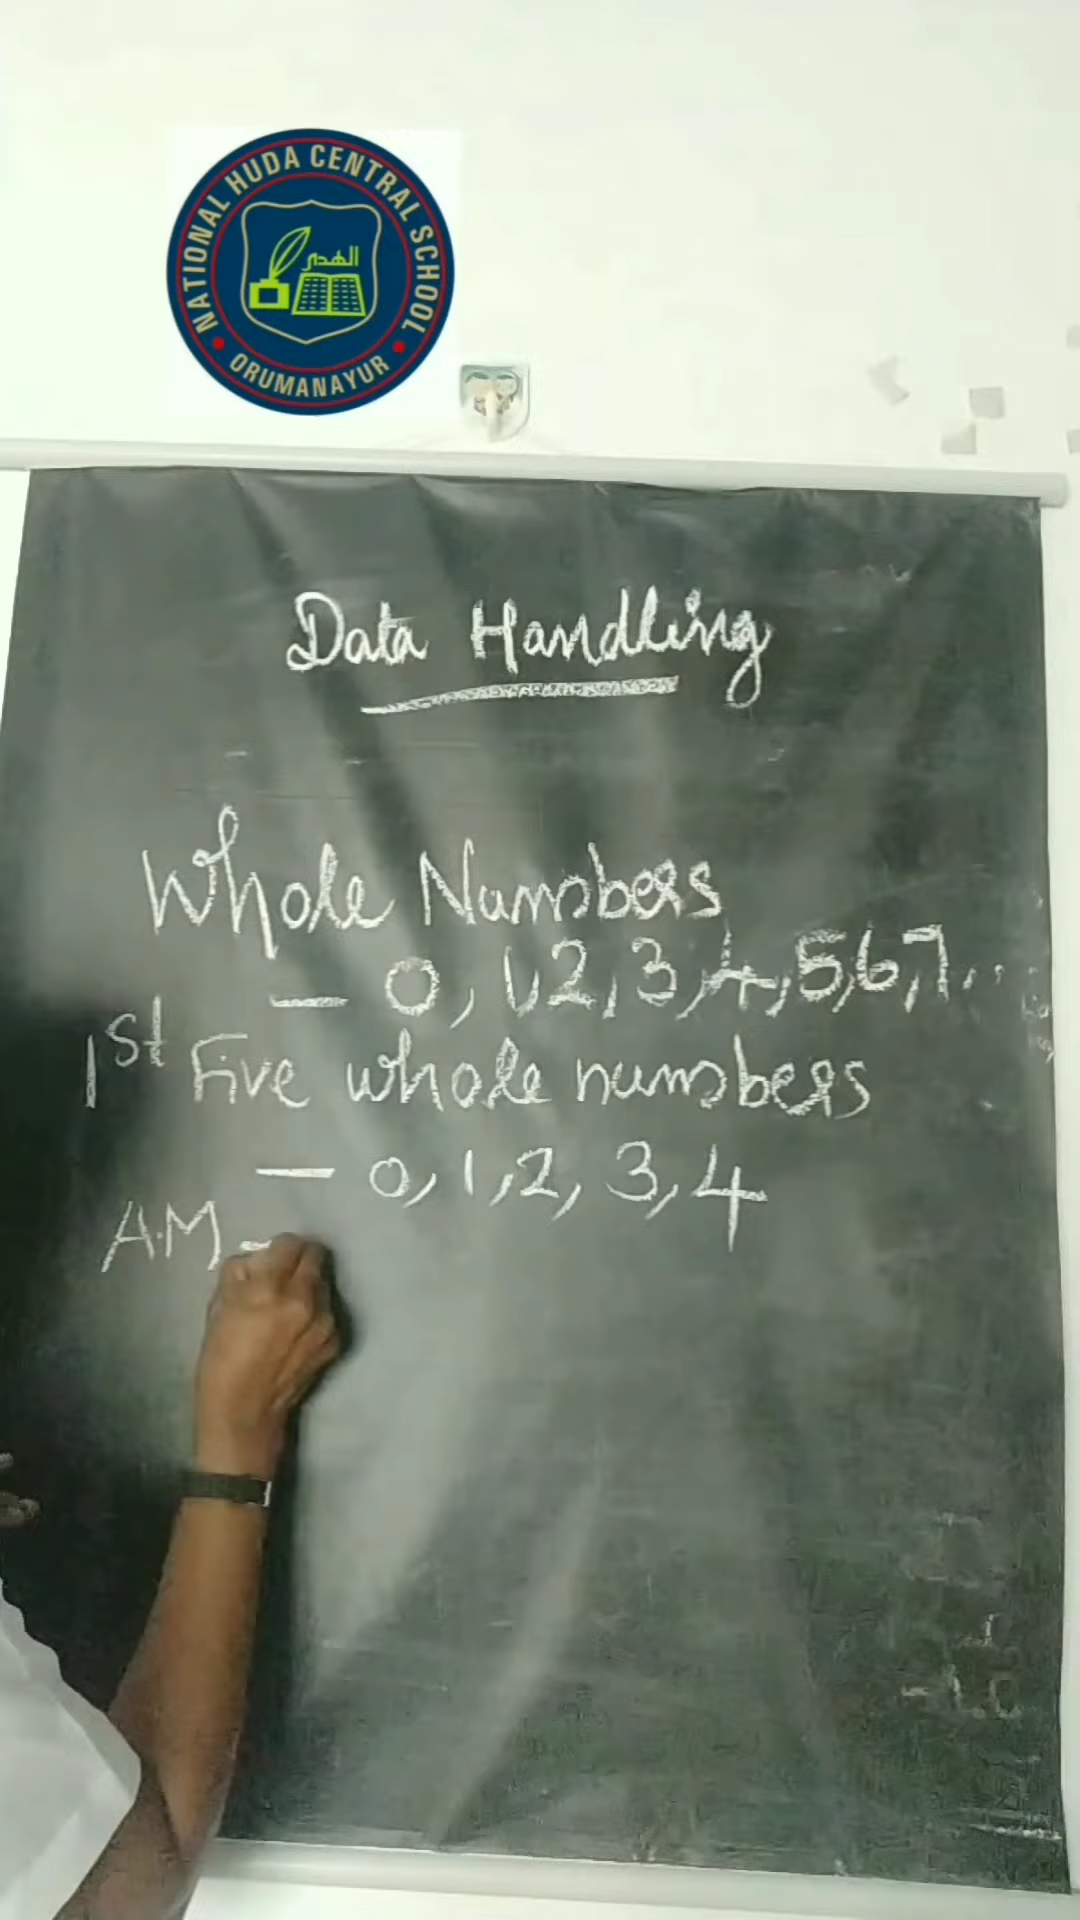 NATIONAL HUDA CENTRAL SCHOOL
الهدى
ORUMANAYUR
Data Handling
Whole Numbers
— 0, 1, 2, 3, 4, 5, 6, 7, ..
1st Five whole numbers
— 0, 1, 2, 3, 4
A.M -